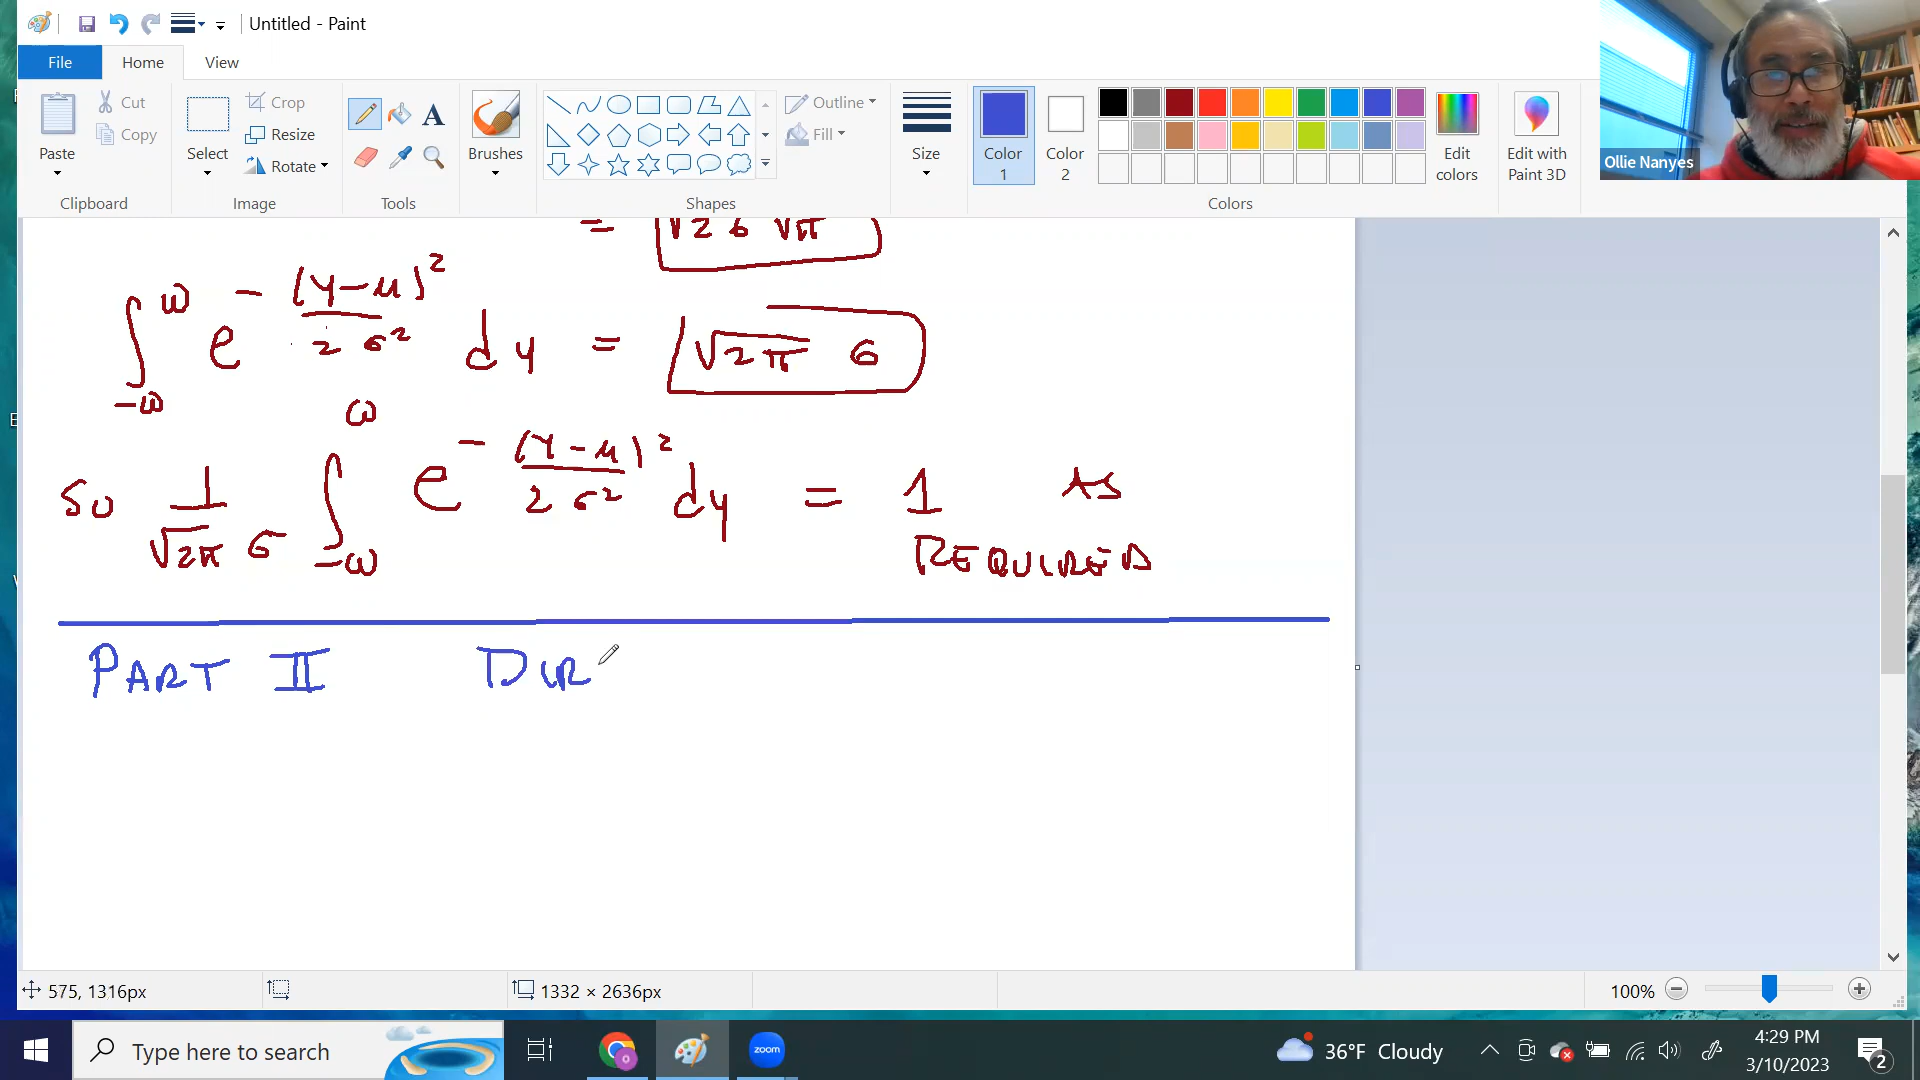 Untitled - Paint
File Home View
Paste
Cut
Copy
Clipboard
Select
Crop
Resize
Rotate
Image
Tools
Brushes
Shapes
Outline
Fill
Size
Color 1
Color 2
Colors
Edit colors
Edit with Paint 3D
Ollie Nanyes
= √2 σ √π
∫ -∞ ∞ e -(y-μ)² / 2σ² dy = √2π σ
So 1/√2π σ ∫ -∞ ∞ e -(y-μ)² / 2σ² dy = 1 AS
REQUIRED
PART II DIR
575, 1316px 1332 × 2636px 100%
Type here to search
zoom
36°F Cloudy
4:29 PM
3/10/2023
2